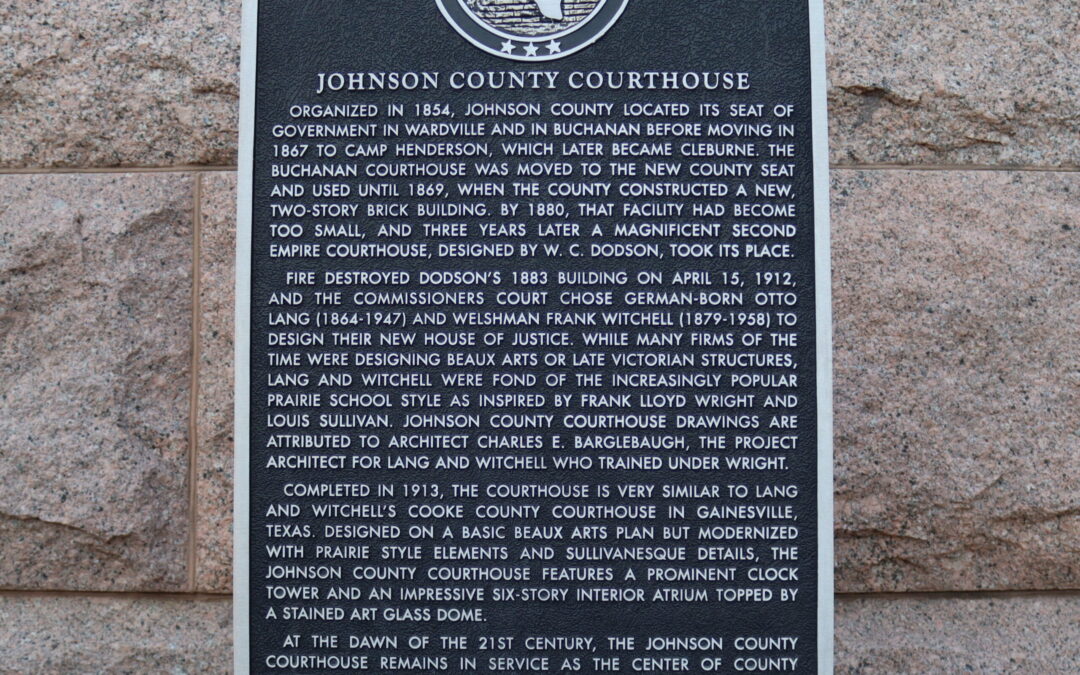 JOHNSON COUNTY COURTHOUSE
ORGANIZED IN 1854, JOHNSON COUNTY LOCATED ITS SEAT OF
GOVERNMENT IN WARDVILLE AND IN BUCHANAN BEFORE MOVING IN
1867 TO CAMP HENDERSON, WHICH LATER BECAME CLEBURNE. THE
BUCHANAN COURTHOUSE WAS MOVED TO THE NEW COUNTY SEAT
AND USED UNTIL 1869, WHEN THE COUNTY CONSTRUCTED A NEW,
TWO-STORY BRICK BUILDING. BY 1880, THAT FACILITY HAD BECOME
TOO SMALL, AND THREE YEARS LATER A MAGNIFICENT SECOND
EMPIRE COURTHOUSE, DESIGNED BY W. C. DODSON, TOOK ITS PLACE.
FIRE DESTROYED DODSON'S 1883 BUILDING ON APRIL 15, 1912,
AND THE COMMISSIONERS COURT CHOSE GERMAN-BORN OTTO
LANG (1864-1947) AND WELSHMAN FRANK WITCHELL (1879-1958) TO
DESIGN THEIR NEW HOUSE OF JUSTICE. WHILE MANY FIRMS OF THE
TIME WERE DESIGNING BEAUX ARTS OR LATE VICTORIAN STRUCTURES,
LANG AND WITCHELL WERE FOND OF THE INCREASINGLY POPULAR
PRAIRIE SCHOOL STYLE AS INSPIRED BY FRANK LLOYD WRIGHT AND
LOUIS SULLIVAN. JOHNSON COUNTY COURTHOUSE DRAWINGS ARE
ATTRIBUTED TO ARCHITECT CHARLES E. BARGLEBAUGH, THE PROJECT
ARCHITECT FOR LANG AND WITCHELL WHO TRAINED UNDER WRIGHT.
COMPLETED IN 1913, THE COURTHOUSE IS VERY SIMILAR TO LANG
AND WITCHELL'S COOKE COUNTY COURTHOUSE IN GAINESVILLE,
TEXAS. DESIGNED ON A BASIC BEAUX ARTS PLAN BUT MODERNIZED
WITH PRAIRIE STYLE ELEMENTS AND SULLIVANESQUE DETAILS, THE
JOHNSON COUNTY COURTHOUSE FEATURES A PROMINENT CLOCK
TOWER AND AN IMPRESSIVE SIX-STORY INTERIOR ATRIUM TOPPED BY
A STAINED ART GLASS DOME.
AT THE DAWN OF THE 21ST CENTURY, THE JOHNSON COUNTY
COURTHOUSE REMAINS IN SERVICE AS THE CENTER OF COUNTY